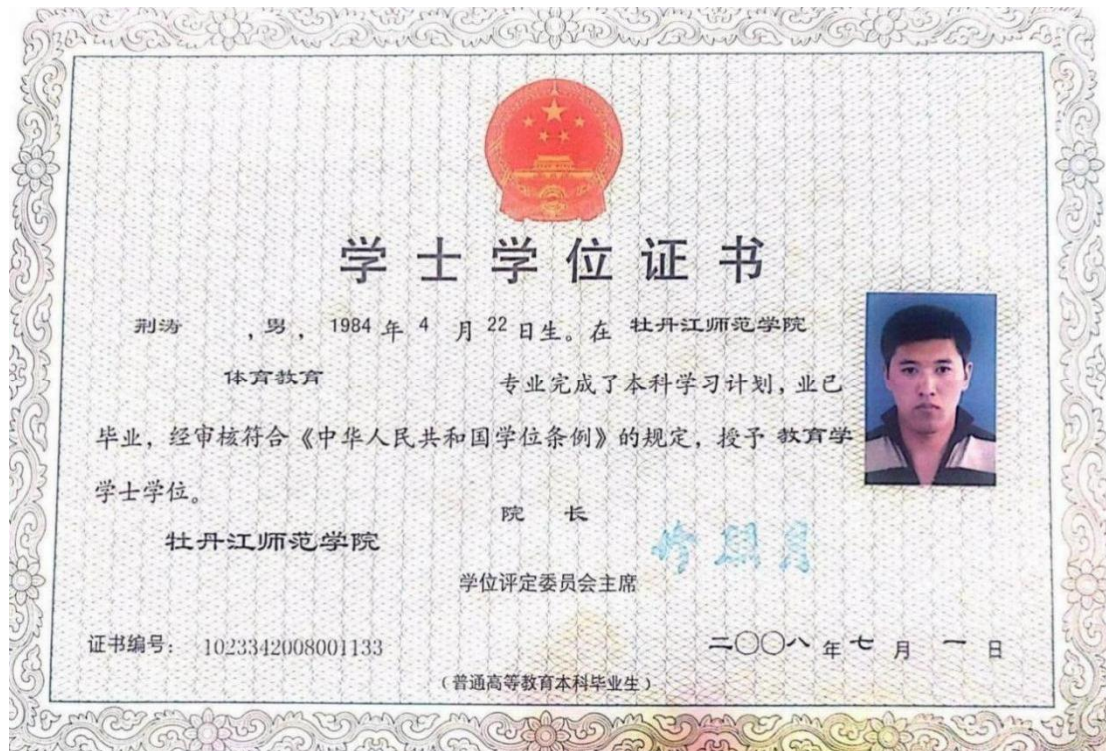 学士学位证书
荆涛 ，男，1984 年 4 月 22 日生。在 牡丹江师范学院
体育教育 专业完成了本科学习计划，业已
毕业，经审核符合《中华人民共和国学位条例》的规定，授予 教育学
学士学位。
院 长
牡丹江师范学院
学位评定委员会主席
证书编号： 1023342008001133
二〇〇八 年 七 月 一 日
（普通高等教育本科毕业生）